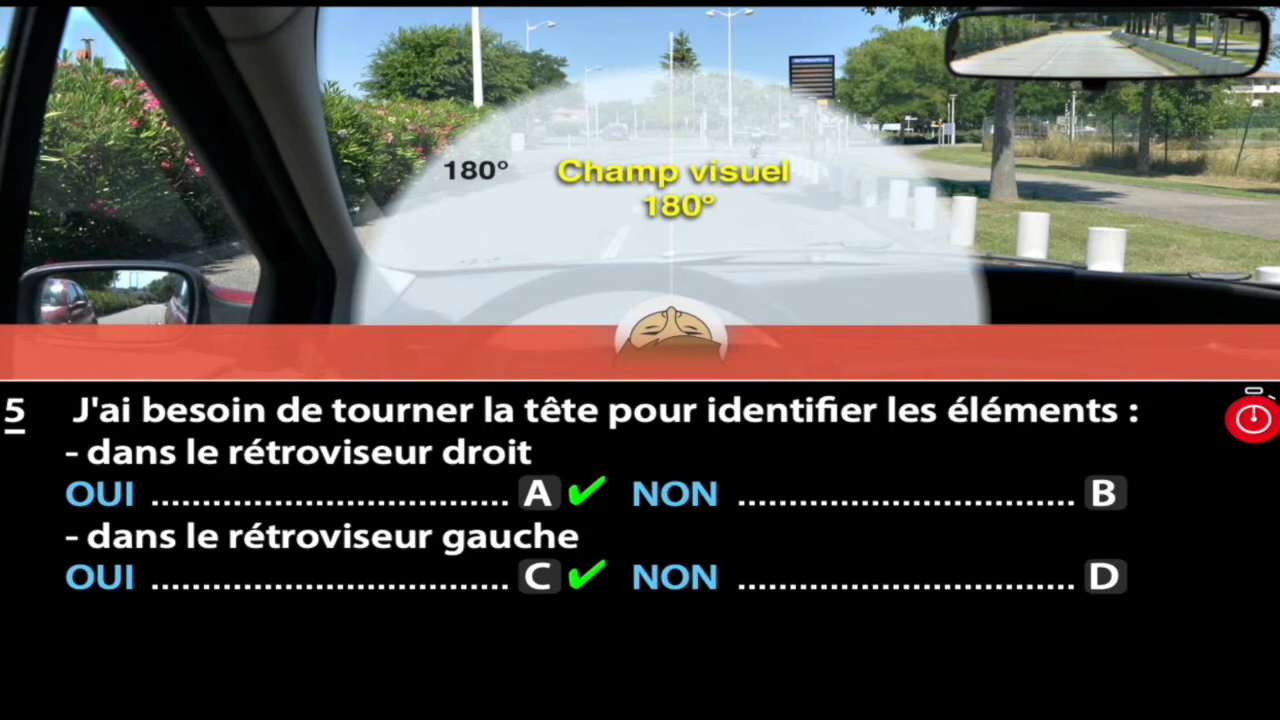 180°
Champ visuel
180°
5 J'ai besoin de tourner la tête pour identifier les éléments :
- dans le rétroviseur droit
OUI .................................. A ✔ NON ................................. B
- dans le rétroviseur gauche
OUI .................................. C ✔ NON ................................. D